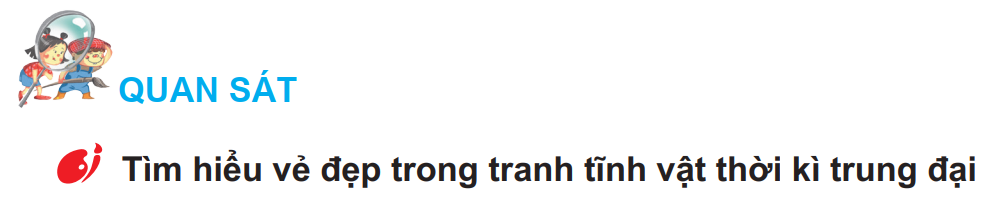 QUAN SÁT
Tìm hiểu vẻ đẹp trong tranh tĩnh vật thời kì trung đại